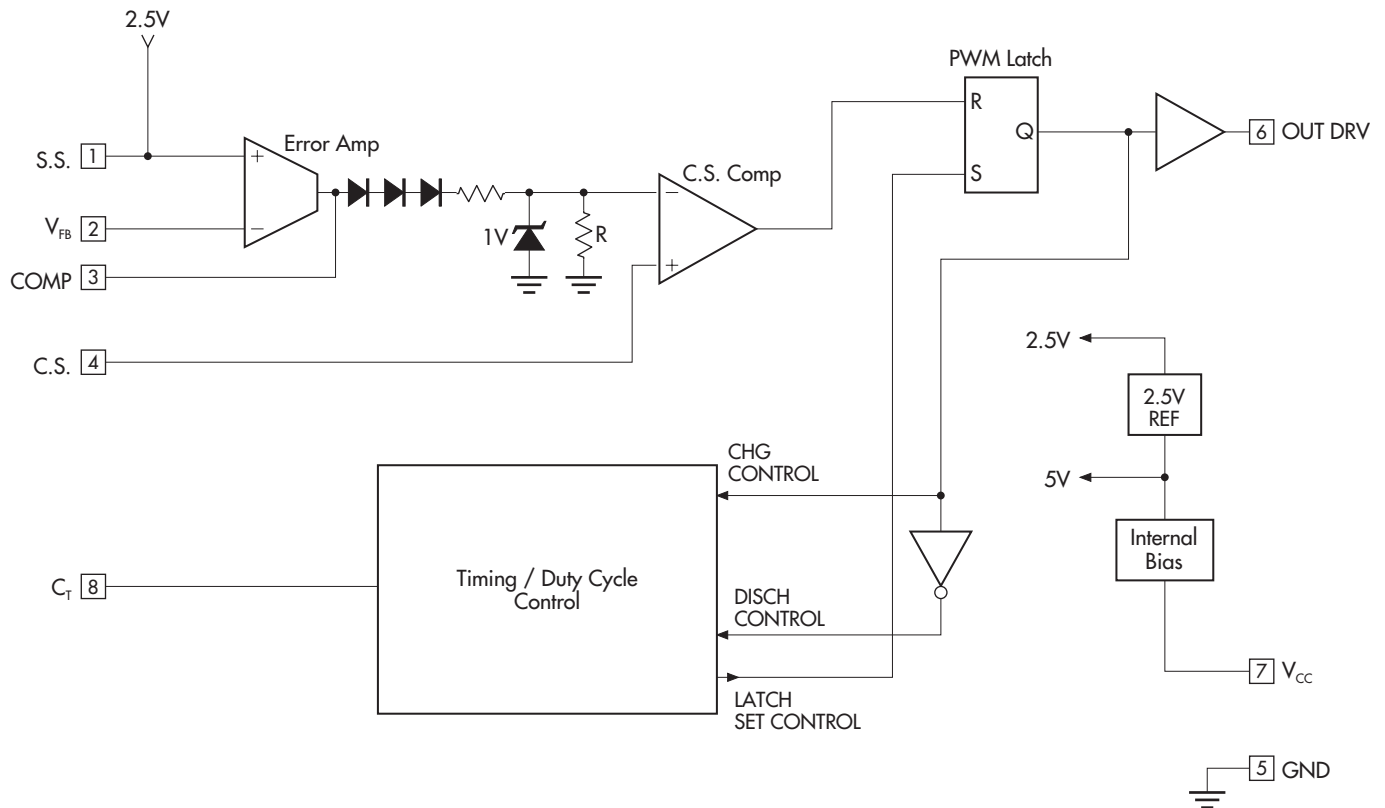 2.5V
PWM Latch
R
Q
S
6 OUT DRV
S.S. 1
Error Amp
+
V_FB 2
−
COMP 3
1V
R
C.S. Comp
−
+
C.S. 4
2.5V
2.5V
REF
5V
Internal
Bias
CHG
CONTROL
C_T 8
Timing / Duty Cycle
Control
DISCH
CONTROL
LATCH
SET CONTROL
7 V_CC
5 GND